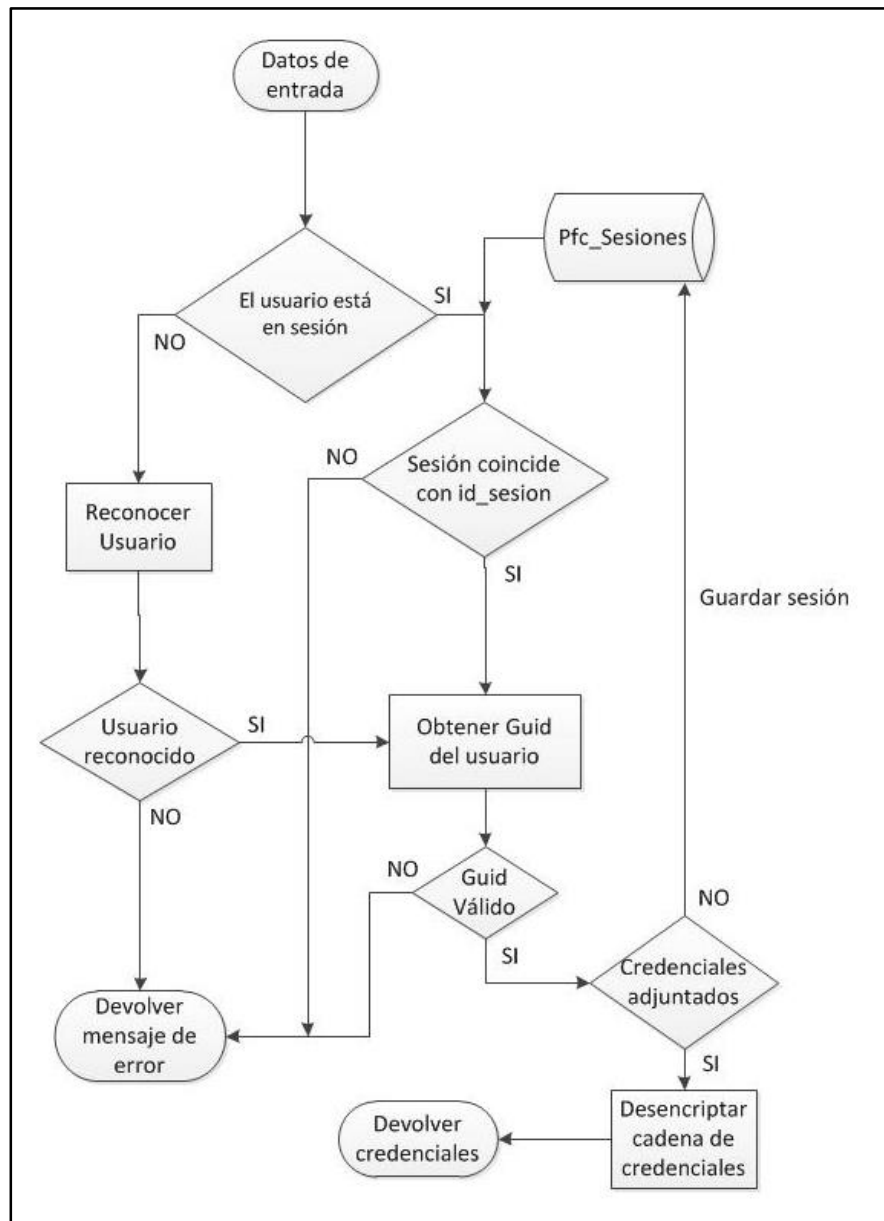 Datos de
entrada
Pfc_Sesiones
El usuario está
en sesión
SI
NO
Sesión coincide
con id_sesion
NO
SI
Reconocer
Usuario
Guardar sesión
Usuario
reconocido
SI
NO
Obtener Guid
del usuario
Guid
Válido
NO
SI
Credenciales
adjuntados
NO
SI
Devolver
mensaje de
error
Desencriptar
cadena de
credenciales
Devolver
credenciales